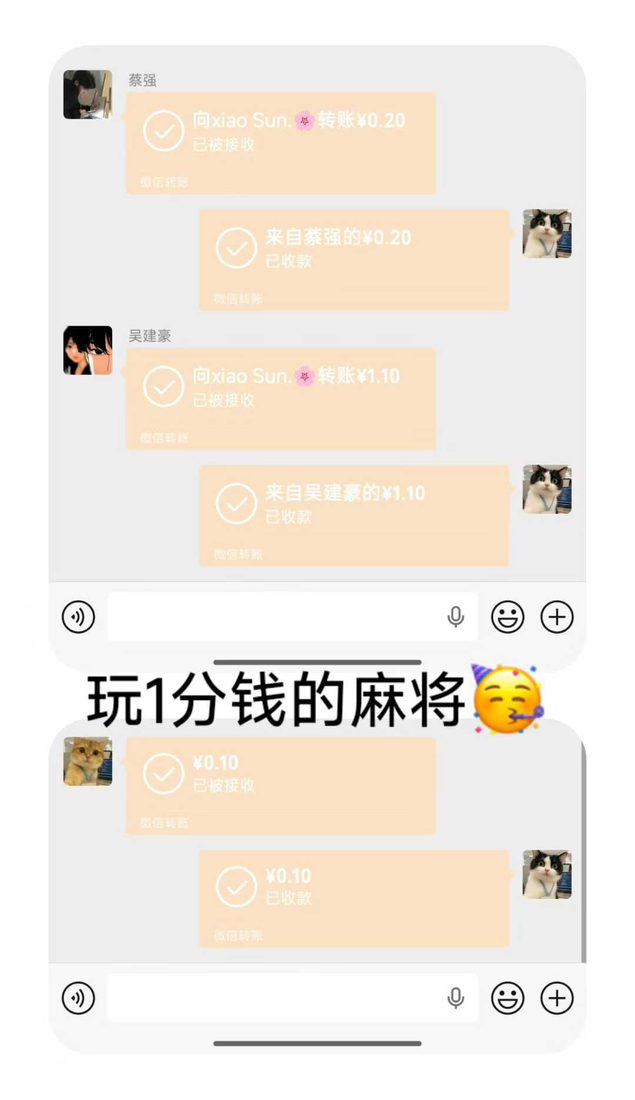 蔡强
向xiao Sun.🌸转账¥0.20
已被接收
微信转账
来自蔡强的¥0.20
已收款
微信转账
吴建豪
向xiao Sun.🌸转账¥1.10
已被接收
微信转账
来自吴建豪的¥1.10
已收款
微信转账
玩1分钱的麻将🥳
¥0.10
已被接收
微信转账
¥0.10
已收款
微信转账